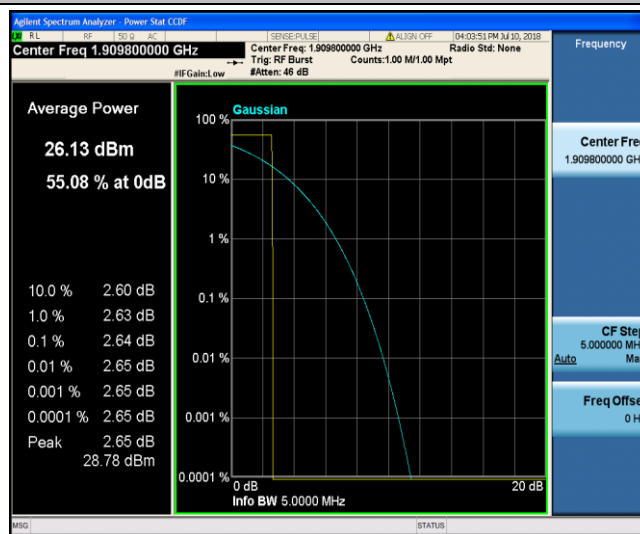 Agilent Spectrum Analyzer - Power Stat CCDF
RL RF 50 Ω AC SENSE:PULSE ALIGN OFF 04:03:51 PM Jul 10, 2018
Center Freq 1.909800000 GHz
Center Freq: 1.909800000 GHz Radio Std: None
Trig: RF Burst Counts:1.00 M/1.00 Mpt
#IFGain:Low #Atten: 46 dB
Frequency
Average Power
26.13 dBm
55.08 % at 0dB
10.0 % 2.60 dB
1.0 % 2.63 dB
0.1 % 2.64 dB
0.01 % 2.65 dB
0.001 % 2.65 dB
0.0001 % 2.65 dB
Peak 2.65 dB
28.78 dBm
Gaussian
100 %
10 %
1 %
0.1 %
0.01 %
0.001 %
0.0001 %
0 dB 20 dB
Info BW 5.0000 MHz
Center Fre
1.909800000 GH
CF Ste
5.000000 MH
Auto Ma
Freq Offse
0 H
MSG STATUS